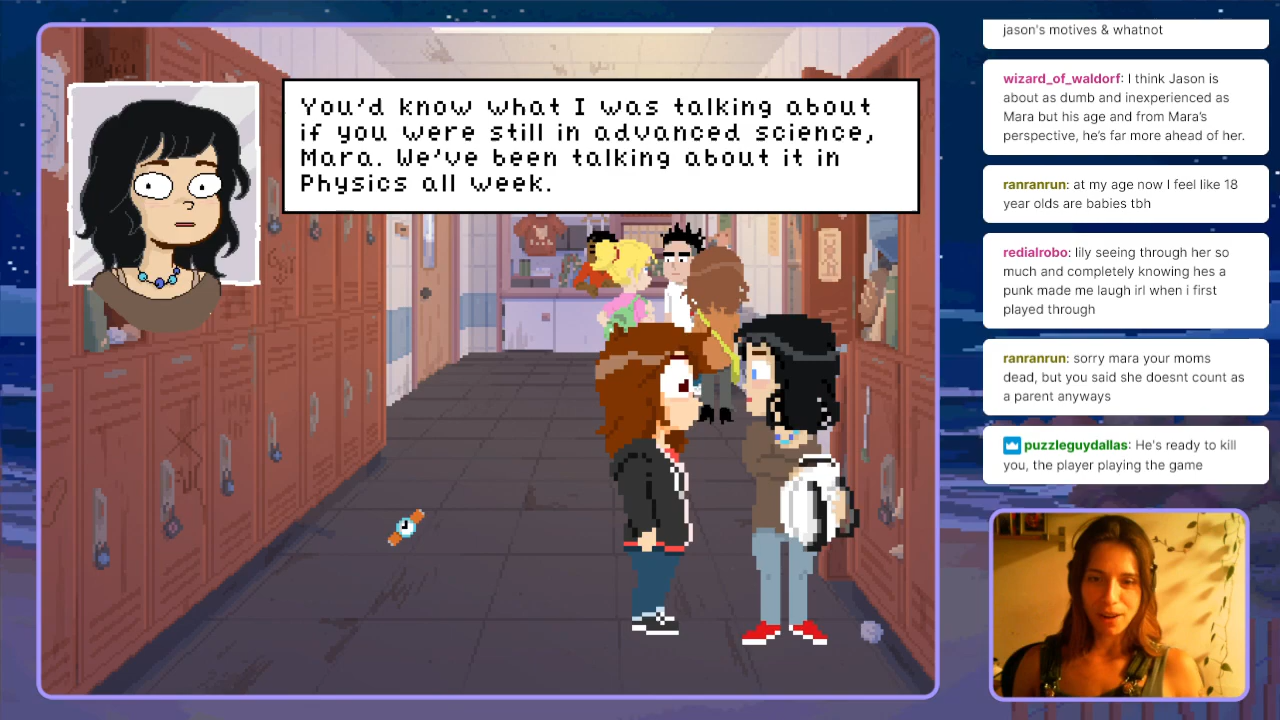 You'd know what I was talking about
if you were still in advanced science,
Mara. We've been talking about it in
Physics all week.
jason's motives & whatnot
wizard_of_waldorf: I think Jason is
about as dumb and inexperienced as
Mara but his age and from Mara's
perspective, he's far more ahead of her.
ranranrun: at my age now I feel like 18
year olds are babies tbh
redialrobo: lily seeing through her so
much and completely knowing hes a
punk made me laugh irl when i first
played through
ranranrun: sorry mara your moms
dead, but you said she doesnt count as
a parent anyways
puzzleguydallas: He's ready to kill
you, the player playing the game